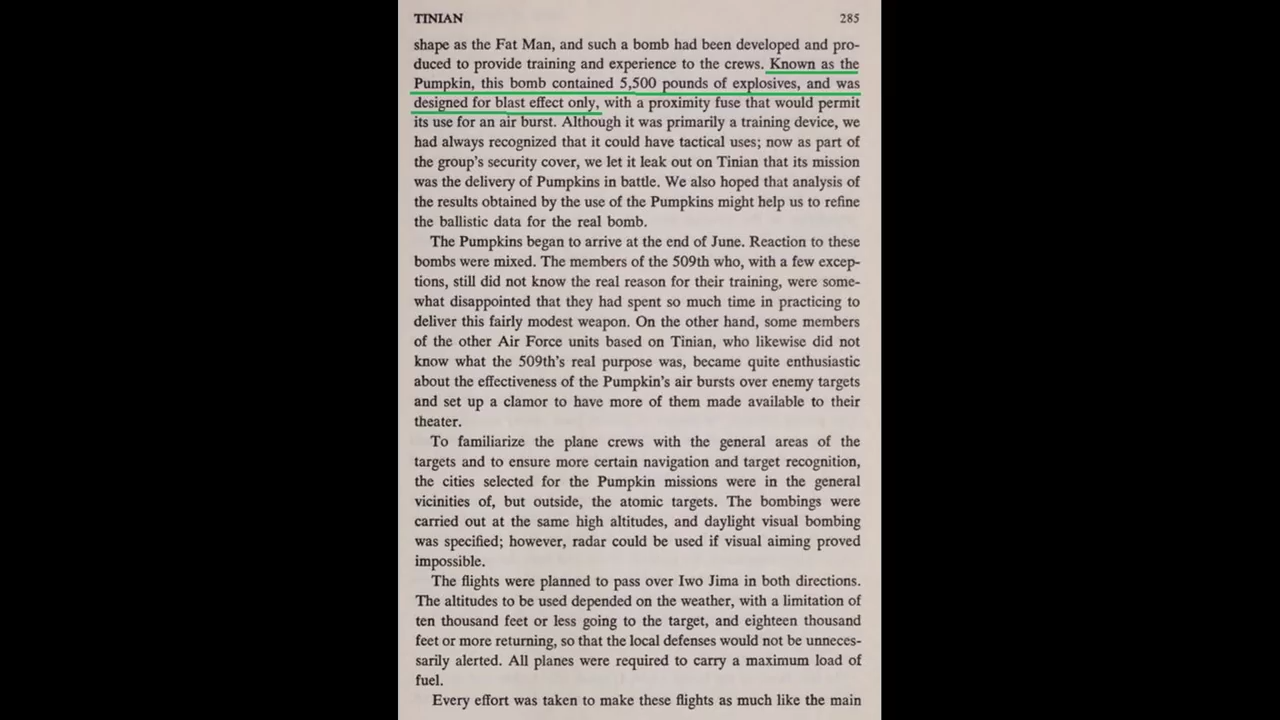 TINIAN 285
shape as the Fat Man, and such a bomb had been developed and pro-
duced to provide training and experience to the crews. Known as the
Pumpkin, this bomb contained 5,500 pounds of explosives, and was
designed for blast effect only, with a proximity fuse that would permit
its use for an air burst. Although it was primarily a training device, we
had always recognized that it could have tactical uses; now as part of
the group's security cover, we let it leak out on Tinian that its mission
was the delivery of Pumpkins in battle. We also hoped that analysis of
the results obtained by the use of the Pumpkins might help us to refine
the ballistic data for the real bomb.
The Pumpkins began to arrive at the end of June. Reaction to these
bombs were mixed. The members of the 509th who, with a few excep-
tions, still did not know the real reason for their training, were some-
what disappointed that they had spent so much time in practicing to
deliver this fairly modest weapon. On the other hand, some members
of the other Air Force units based on Tinian, who likewise did not
know what the 509th's real purpose was, became quite enthusiastic
about the effectiveness of the Pumpkin's air bursts over enemy targets
and set up a clamor to have more of them made available to their
theater.
To familiarize the plane crews with the general areas of the
targets and to ensure more certain navigation and target recognition,
the cities selected for the Pumpkin missions were in the general
vicinities of, but outside, the atomic targets. The bombings were
carried out at the same high altitudes, and daylight visual bombing
was specified; however, radar could be used if visual aiming proved
impossible.
The flights were planned to pass over Iwo Jima in both directions.
The altitudes to be used depended on the weather, with a limitation of
ten thousand feet or less going to the target, and eighteen thousand
feet or more returning, so that the local defenses would not be unneces-
sarily alerted. All planes were required to carry a maximum load of
fuel.
Every effort was taken to make these flights as much like the main